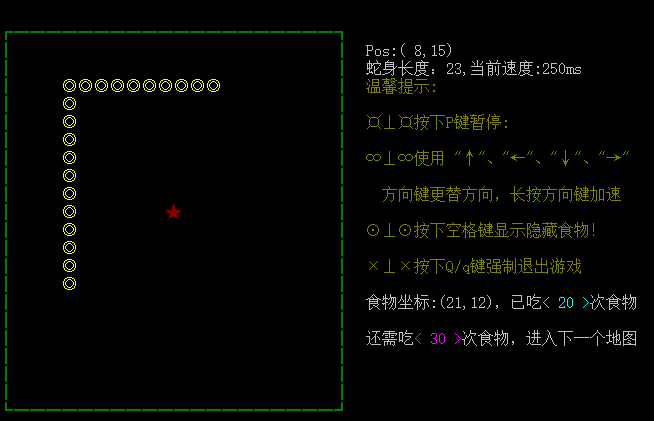 Pos:( 8,15)
蛇身长度：23,当前速度:250ms
温馨提示:
¤⊥¤按下P键暂停:
∞⊥∞使用 "↑"、"←"、"↓"、"→"
方向键更替方向，长按方向键加速
⊙⊥⊙按下空格键显示隐藏食物!
×⊥×按下Q/q键强制退出游戏
食物坐标:(21,12)，已吃< 20 >次食物
还需吃< 30 >次食物，进入下一个地图